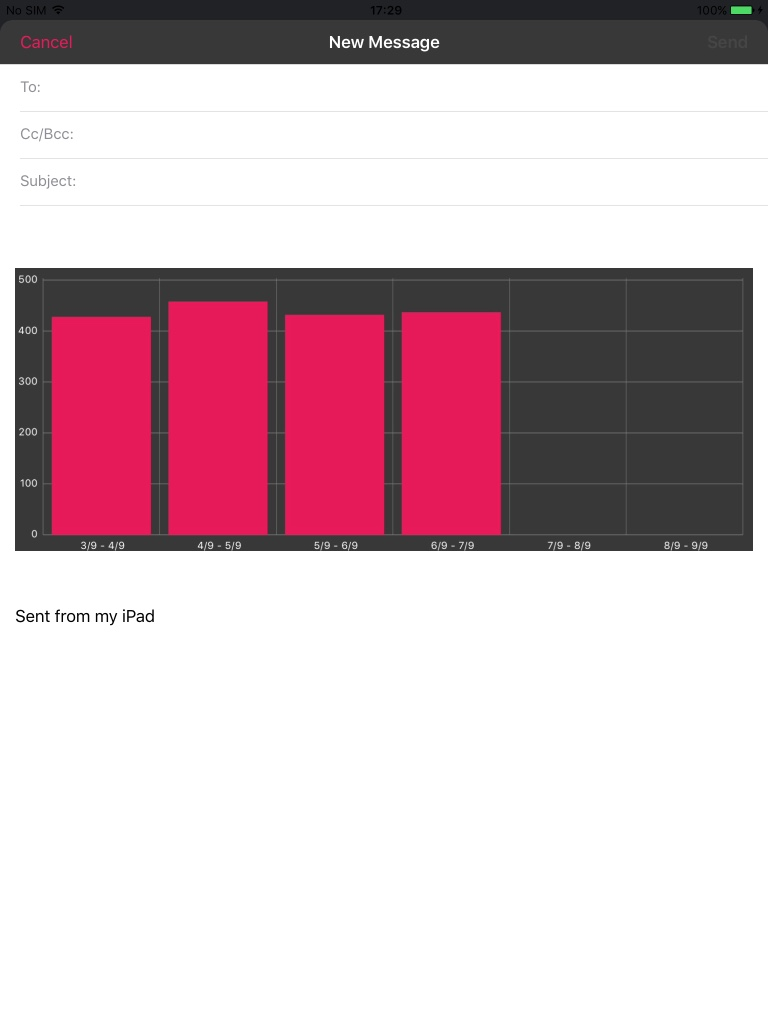 No SIM 17:29 100%
Cancel New Message Send
To:
Cc/Bcc:
Subject:
500
400
300
200
100
0
3/9 - 4/9 4/9 - 5/9 5/9 - 6/9 6/9 - 7/9 7/9 - 8/9 8/9 - 9/9
Sent from my iPad